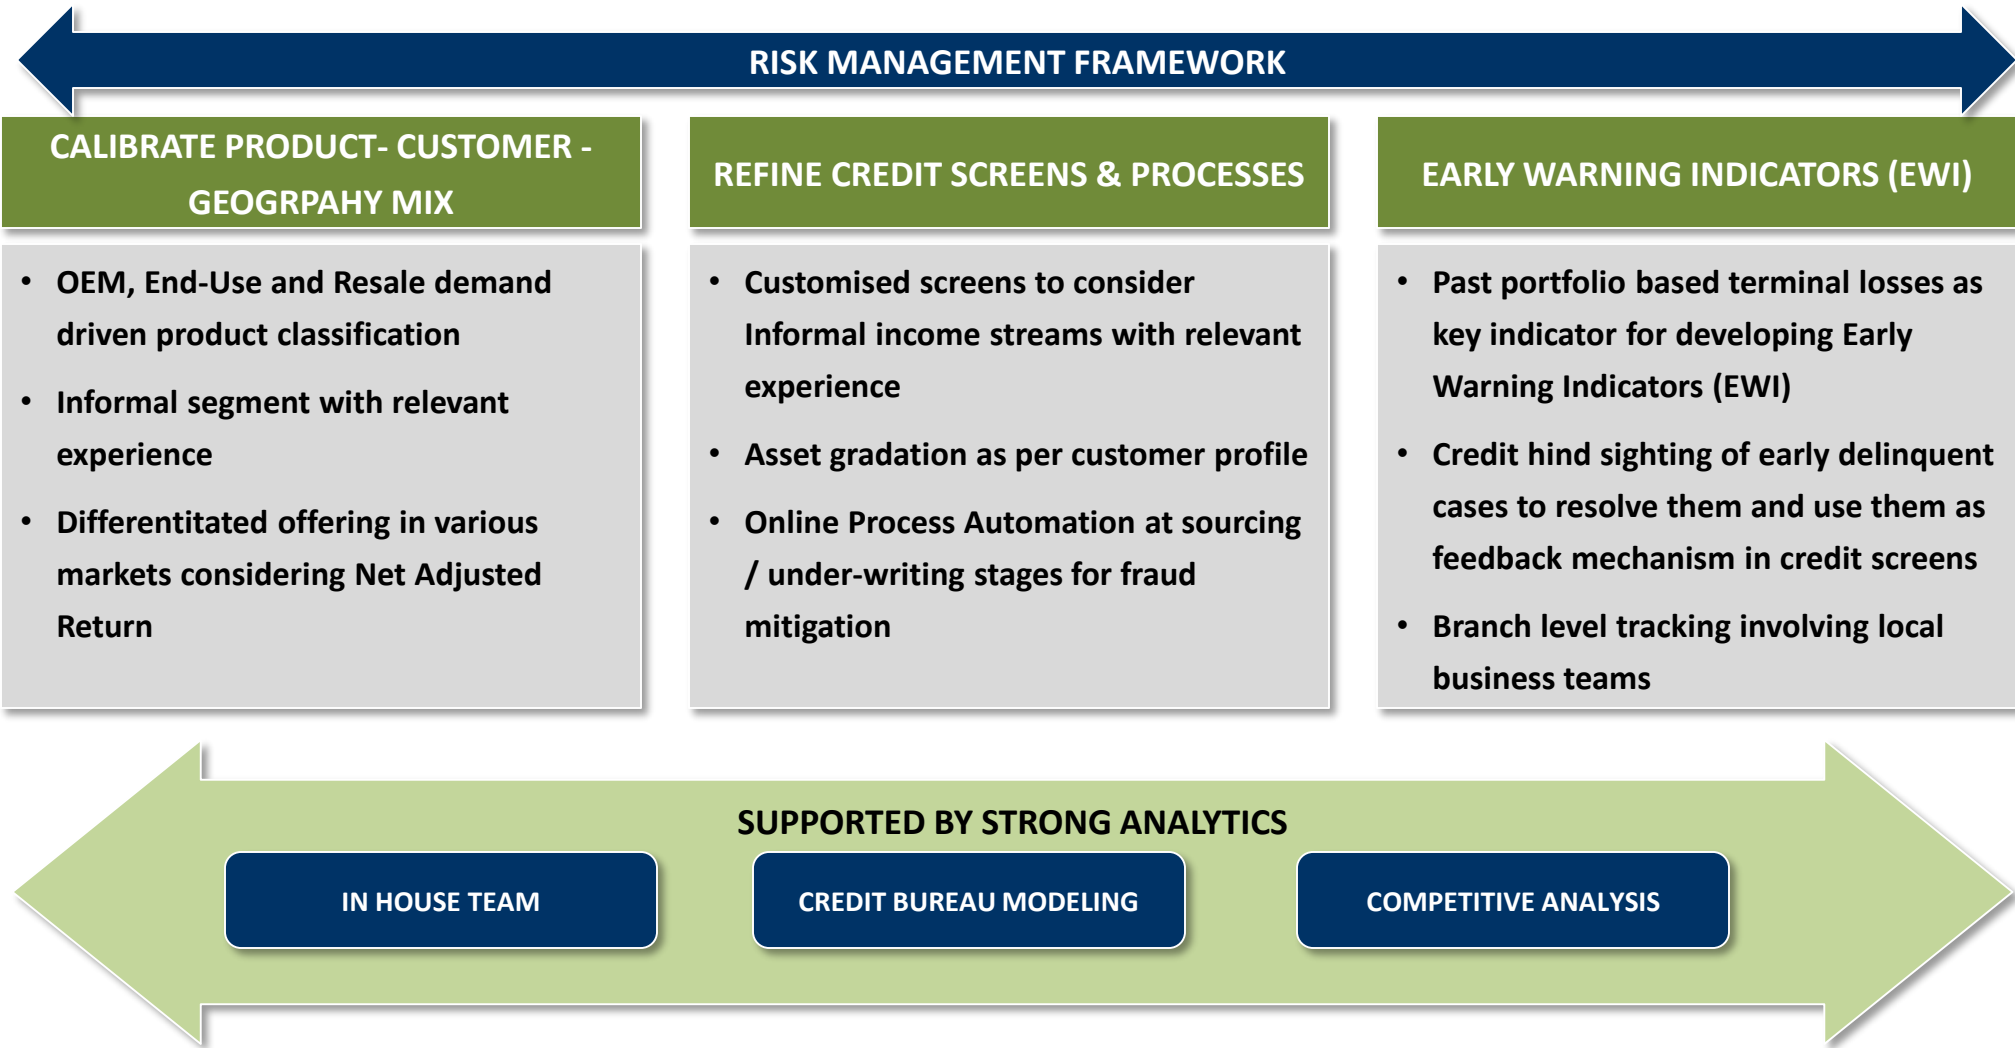 RISK MANAGEMENT FRAMEWORK
CALIBRATE PRODUCT- CUSTOMER -
GEOGRPAHY MIX
• OEM, End-Use and Resale demand
driven product classification
• Informal segment with relevant
experience
• Differentitated offering in various
markets considering Net Adjusted
Return
REFINE CREDIT SCREENS & PROCESSES
• Customised screens to consider
Informal income streams with relevant
experience
• Asset gradation as per customer profile
• Online Process Automation at sourcing
/ under-writing stages for fraud
mitigation
EARLY WARNING INDICATORS (EWI)
• Past portfolio based terminal losses as
key indicator for developing Early
Warning Indicators (EWI)
• Credit hind sighting of early delinquent
cases to resolve them and use them as
feedback mechanism in credit screens
• Branch level tracking involving local
business teams
SUPPORTED BY STRONG ANALYTICS
IN HOUSE TEAM
CREDIT BUREAU MODELING
COMPETITIVE ANALYSIS